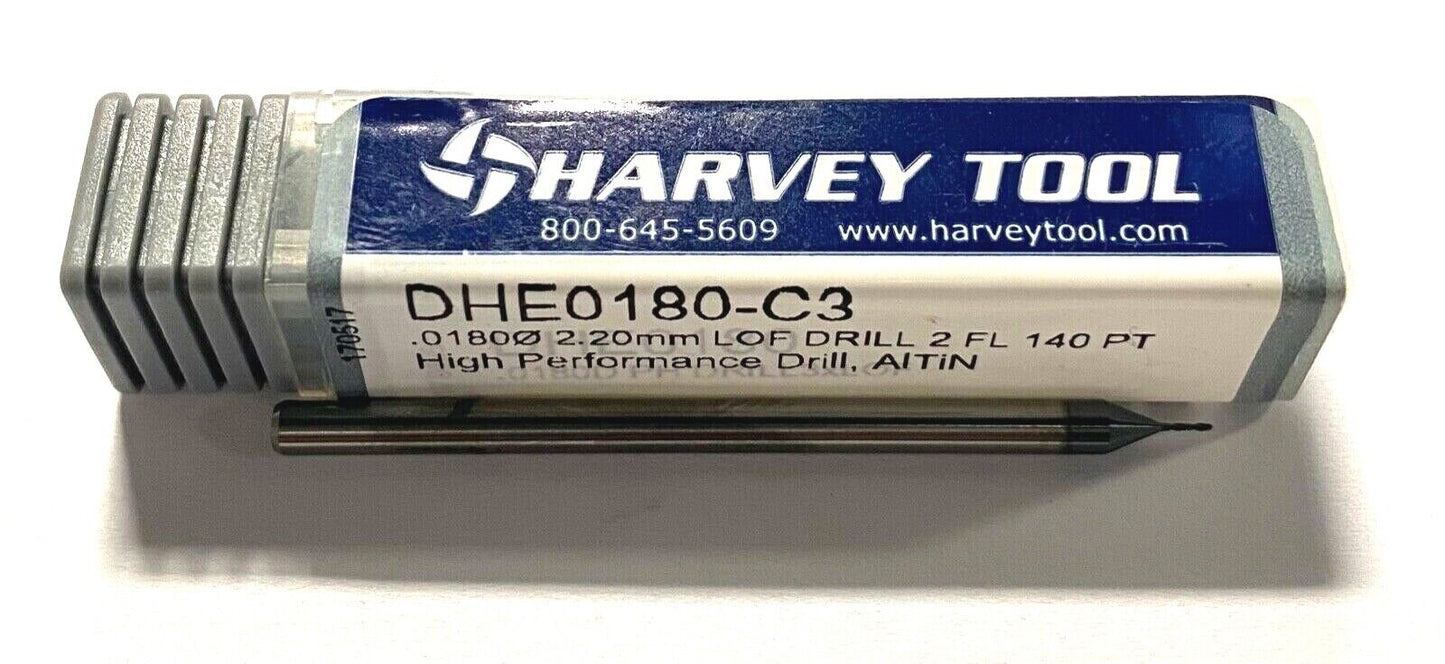 HARVEY TOOL
800-645-5609 www.harveytool.com
DHE0180-C3
.0180Ø 2.20mm LOF DRILL 2 FL 140 PT
High Performance Drill, AlTiN
170517